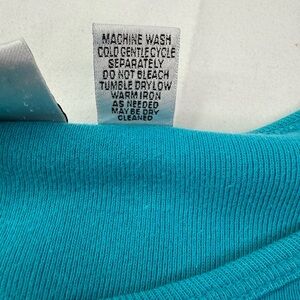 MACHINE WASH
COLD GENTLE CYCLE
SEPARATELY
DO NOT BLEACH
TUMBLE DRY LOW
WARM IRON
AS NEEDED
MAY BE DRY
CLEANED